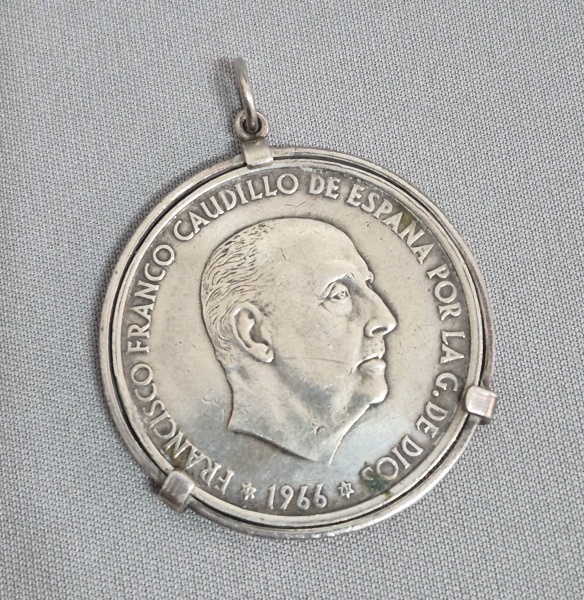 FRANCISCO FRANCO CAUDILLO DE ESPAÑA POR LA G. DE DIOS
* 1966 *